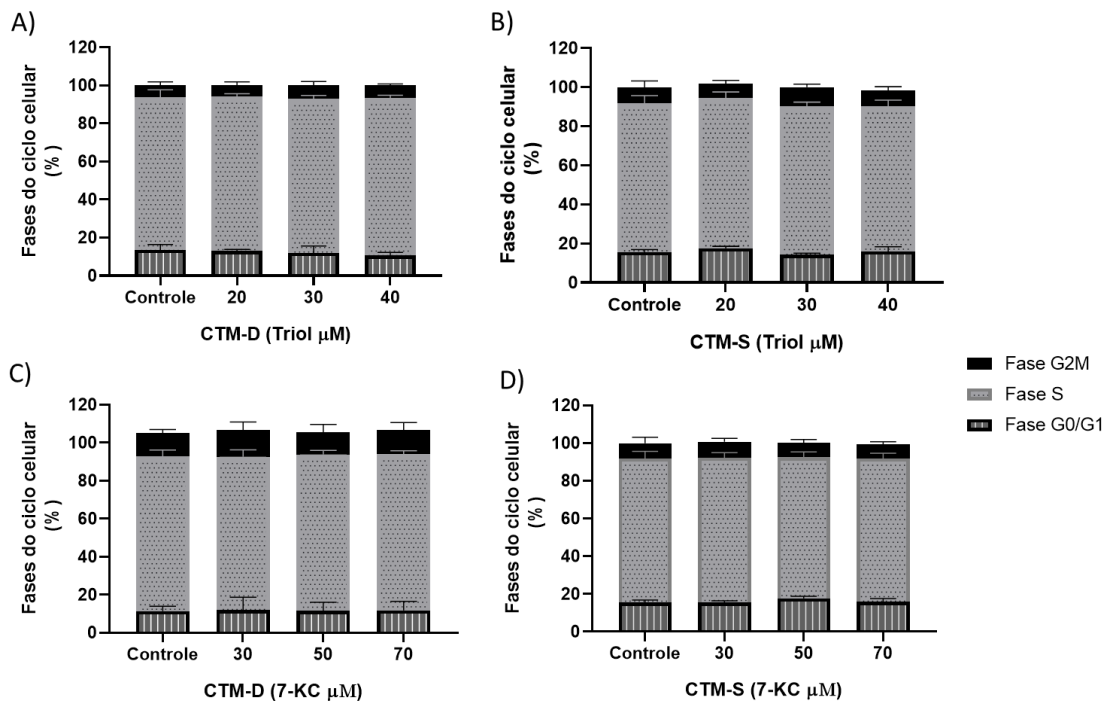 A)
120
100
80
60
40
20
0
Fases do ciclo celular
(% )
Controle 20 30 40
CTM-D (Triol μM)
B)
120
100
80
60
40
20
0
Fases do ciclo celular
(%)
Controle 20 30 40
CTM-S (Triol μM)
C)
120
100
80
60
40
20
0
Fases do ciclo celular
(% )
Controle 30 50 70
CTM-D (7-KC μM)
D)
120
100
80
60
40
20
0
Fases do ciclo celular
(% )
Controle 30 50 70
CTM-S (7-KC μM)
Fase G2M
Fase S
Fase G0/G1